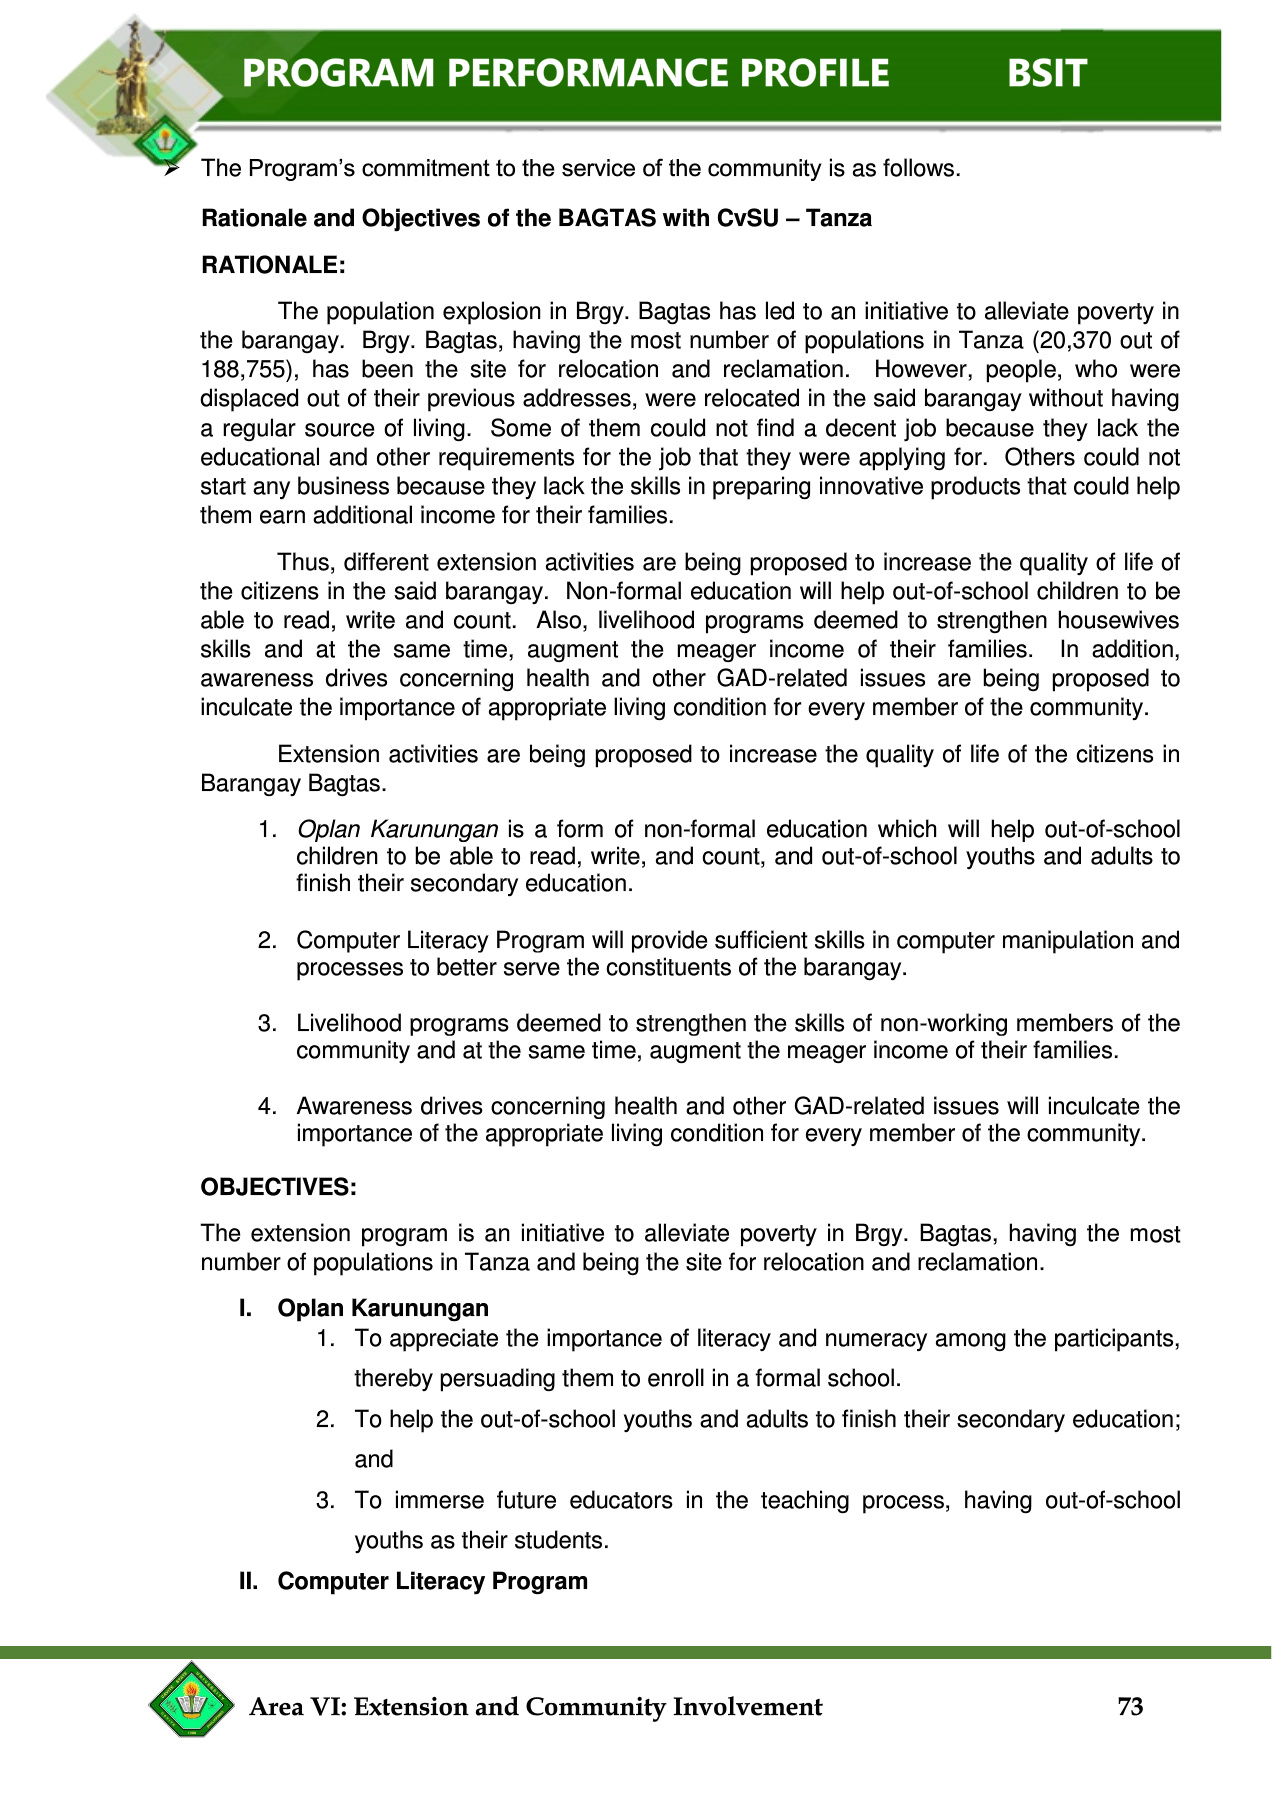 PROGRAM PERFORMANCE PROFILE BSIT
➤ The Program’s commitment to the service of the community is as follows.
Rationale and Objectives of the BAGTAS with CvSU – Tanza
RATIONALE:
The population explosion in Brgy. Bagtas has led to an initiative to alleviate poverty in
the barangay. Brgy. Bagtas, having the most number of populations in Tanza (20,370 out of
188,755), has been the site for relocation and reclamation. However, people, who were
displaced out of their previous addresses, were relocated in the said barangay without having
a regular source of living. Some of them could not find a decent job because they lack the
educational and other requirements for the job that they were applying for. Others could not
start any business because they lack the skills in preparing innovative products that could help
them earn additional income for their families.
Thus, different extension activities are being proposed to increase the quality of life of
the citizens in the said barangay. Non-formal education will help out-of-school children to be
able to read, write and count. Also, livelihood programs deemed to strengthen housewives
skills and at the same time, augment the meager income of their families. In addition,
awareness drives concerning health and other GAD-related issues are being proposed to
inculcate the importance of appropriate living condition for every member of the community.
Extension activities are being proposed to increase the quality of life of the citizens in
Barangay Bagtas.
1. Oplan Karunungan is a form of non-formal education which will help out-of-school
children to be able to read, write, and count, and out-of-school youths and adults to
finish their secondary education.
2. Computer Literacy Program will provide sufficient skills in computer manipulation and
processes to better serve the constituents of the barangay.
3. Livelihood programs deemed to strengthen the skills of non-working members of the
community and at the same time, augment the meager income of their families.
4. Awareness drives concerning health and other GAD-related issues will inculcate the
importance of the appropriate living condition for every member of the community.
OBJECTIVES:
The extension program is an initiative to alleviate poverty in Brgy. Bagtas, having the most
number of populations in Tanza and being the site for relocation and reclamation.
I. Oplan Karunungan
1. To appreciate the importance of literacy and numeracy among the participants,
thereby persuading them to enroll in a formal school.
2. To help the out-of-school youths and adults to finish their secondary education;
and
3. To immerse future educators in the teaching process, having out-of-school
youths as their students.
II. Computer Literacy Program
Area VI: Extension and Community Involvement 73